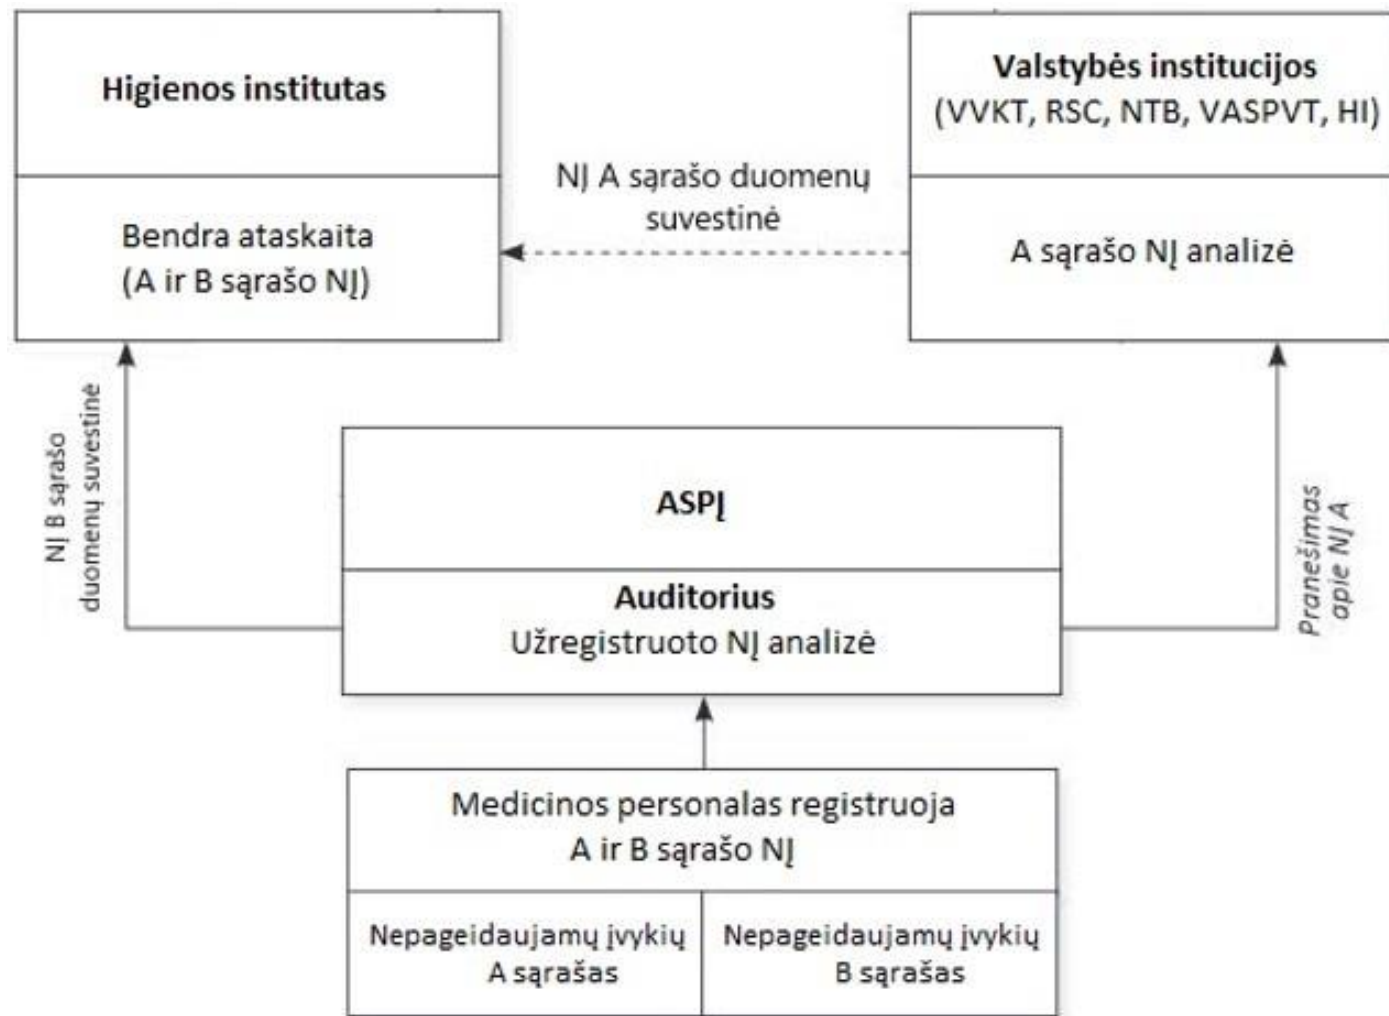 Higienos institutas
Bendra ataskaita
(A ir B sąrašo NĮ)
NĮ A sąrašo duomenų
suvestinė
Valstybės institucijos
(VVKT, RSC, NTB, VASPVT, HI)
A sąrašo NĮ analizė
NĮ B sąrašo
duomenų suvestinė
ASPĮ
Auditorius
Užregistruoto NĮ analizė
Pranešimas
apie NĮ A
Medicinos personalas registruoja
A ir B sąrašo NĮ
Nepageidaujamų įvykių
A sąrašas
Nepageidaujamų įvykių
B sąrašas